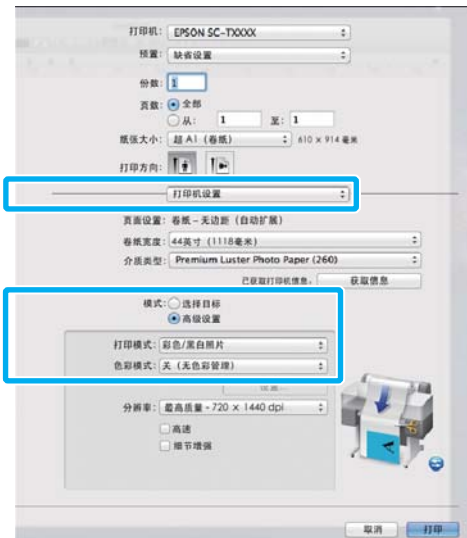 打印机: EPSON SC-TXXXX
预置: 缺省设置
份数: 1
页数: 全部
从: 1 至: 1
纸张大小: 超 A1 (卷纸) 610 × 914 毫米
打印方向:
打印机设置
页面设置: 卷纸 - 无边距 (自动扩展)
卷纸宽度: 44英寸 (1118毫米)
介质类型: Premium Luster Photo Paper (260)
已获取打印机信息。 获取信息
模式: 选择目标
高级设置
打印模式: 彩色/黑白照片
色彩模式: 关 (无色彩管理)
设置...
分辨率: 最高质量 - 720 × 1440 dpi
高速
细节增强
取消 打印